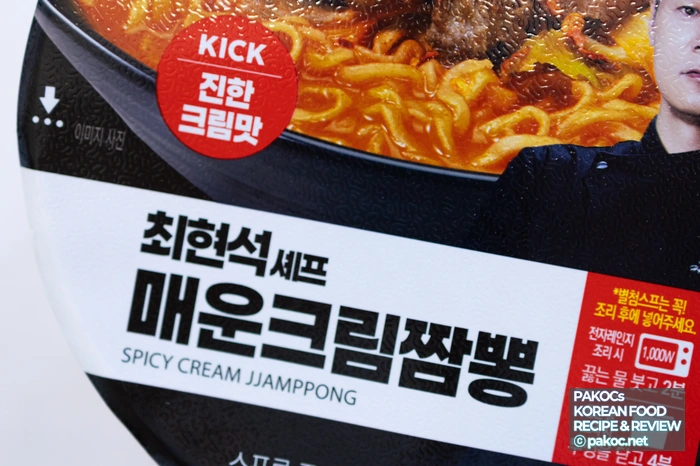 KICK
진한
크림맛
이미지 사진
최현석 셰프
매운크림짬뽕
SPICY CREAM JJAMPPONG
*별첨스프는 꼭!
조리 후에 넣어주세요
전자레인지
조리 시
1,000W
끓는 물 붓고 2분
PAKOCs
KOREAN FOOD
RECIPE & REVIEW
© pakoc.net